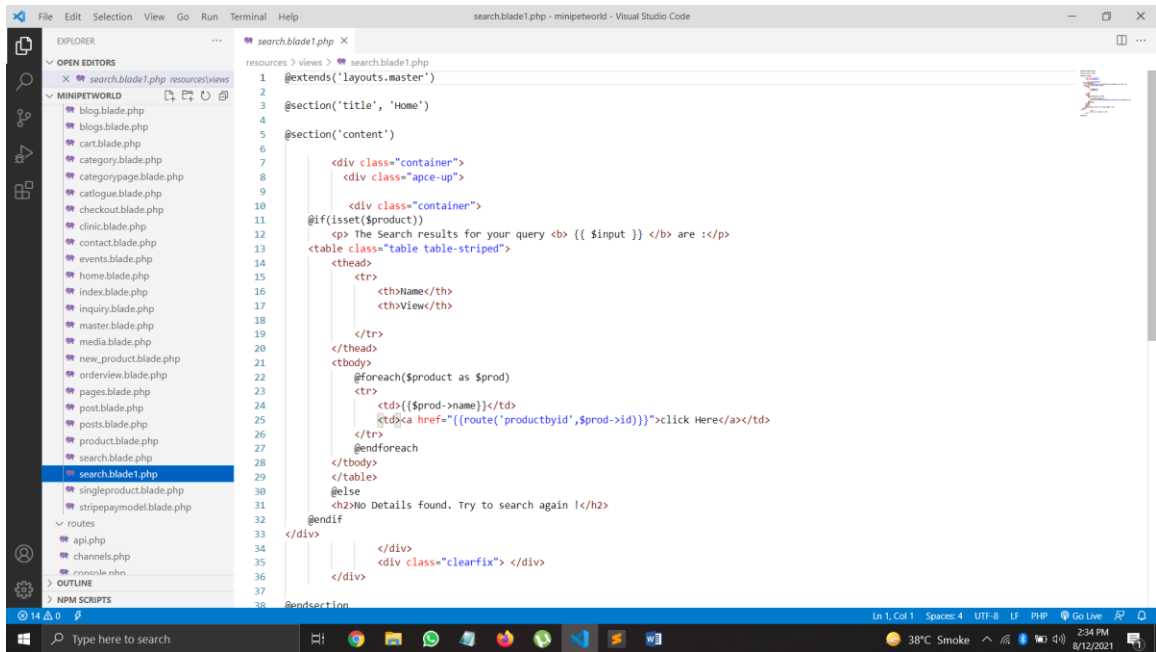 File Edit Selection View Go Run Terminal Help search.blade1.php - minipetworld - Visual Studio Code
EXPLORER
OPEN EDITORS
search.blade1.php resources\views
MINIPETWORLD
blog.blade.php
blogs.blade.php
cart.blade.php
category.blade.php
categorypage.blade.php
catlogue.blade.php
checkout.blade.php
clinic.blade.php
contact.blade.php
events.blade.php
home.blade.php
index.blade.php
inquiry.blade.php
master.blade.php
media.blade.php
new_product.blade.php
orderview.blade.php
pages.blade.php
post.blade.php
posts.blade.php
product.blade.php
search.blade.php
search.blade1.php
singleproduct.blade.php
stripepaymodel.blade.php
routes
api.php
channels.php
console.php
OUTLINE
NPM SCRIPTS
search.blade1.php
resources > views > search.blade1.php
1 @extends('layouts.master')
2
3 @section('title', 'Home')
4
5 @section('content')
6
7 <div class="container">
8 <div class="apce-up">
9
10 <div class="container">
11 @if(isset($product))
12 <p> The Search results for your query <b> {{ $input }} </b> are :</p>
13 <table class="table table-striped">
14 <thead>
15 <tr>
16 <th>Name</th>
17 <th>View</th>
18
19 </tr>
20 </thead>
21 <tbody>
22 @foreach($product as $prod)
23 <tr>
24 <td>{{$prod->name}}</td>
25 <td><a href="{{route('productbyid',$prod->id)}}">click Here</a></td>
26 </tr>
27 @endforeach
28 </tbody>
29 </table>
30 @else
31 <h2>No Details found. Try to search again !</h2>
32 @endif
33 </div>
34 </div>
35 <div class="clearfix"> </div>
36 </div>
37
38 @endsection
14 0 Ln 1, Col 1 Spaces: 4 UTF-8 LF PHP Go Live
Type here to search 38°C Smoke 2:34 PM
8/12/2021